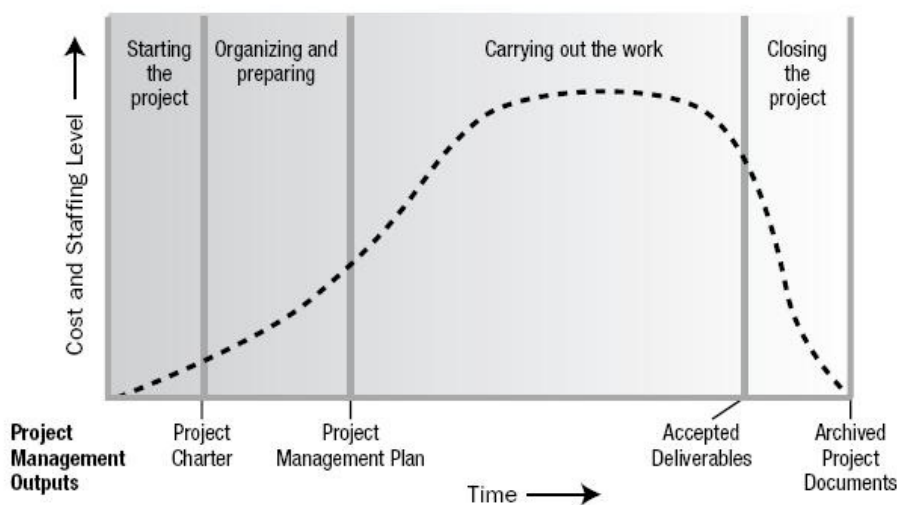 Starting
the
project
Organizing and
preparing
Carrying out the work
Closing
the
project
Cost and Staffing Level
Project
Management
Outputs
Project
Charter
Project
Management Plan
Accepted
Deliverables
Archived
Project
Documents
Time